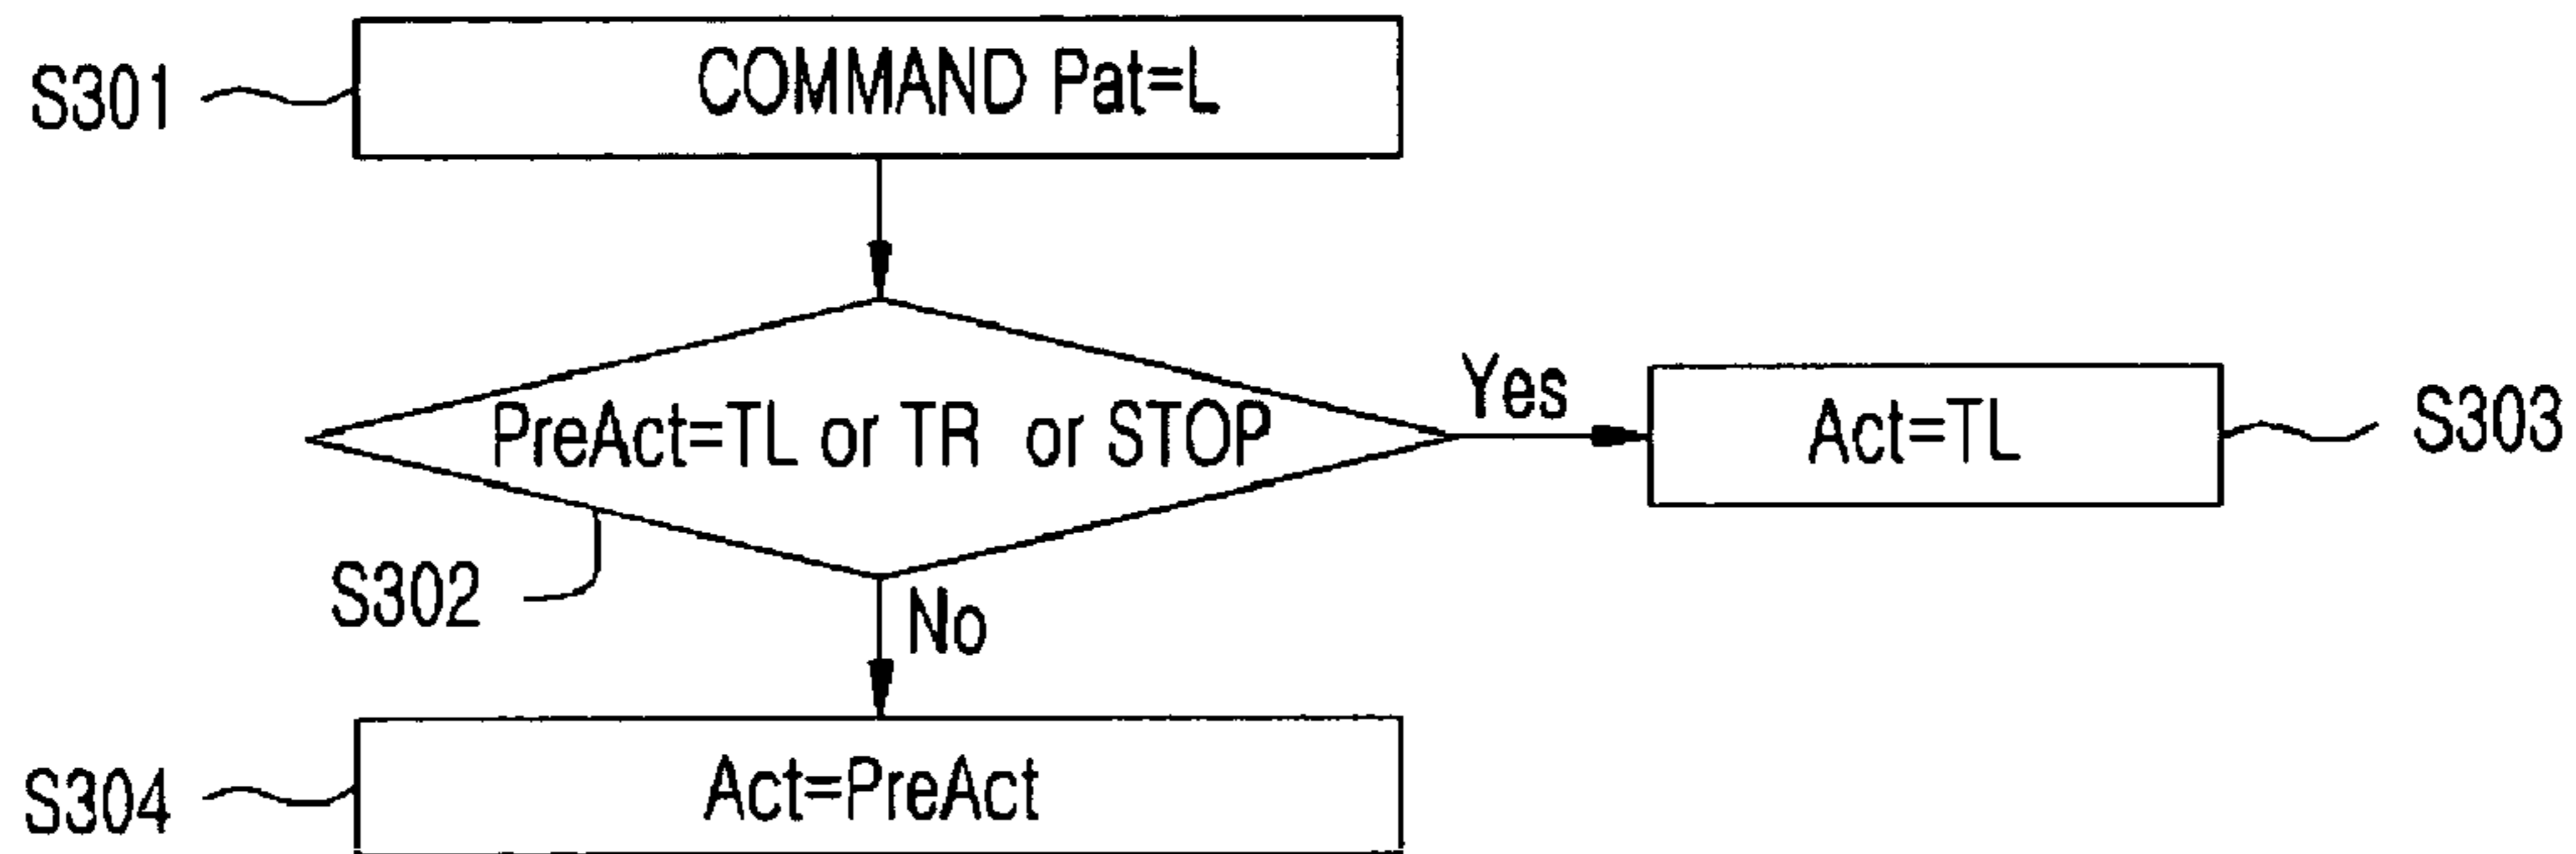 S301
COMMAND Pat=L
PreAct=TL or TR or STOP
Yes
Act=TL
S303
S302
No
S304
Act=PreAct